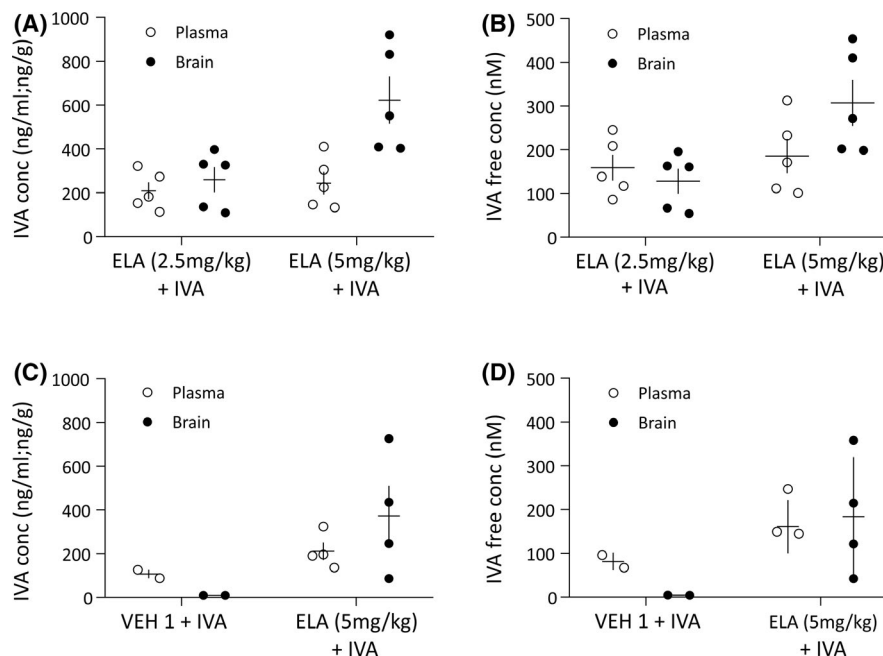 (A)
1000
800
600
400
200
0
IVA conc (ng/ml;ng/g)
Plasma
Brain
ELA (2.5mg/kg)
+ IVA
ELA (5mg/kg)
+ IVA
(B)
500
400
300
200
100
0
IVA free conc (nM)
Plasma
Brain
ELA (2.5mg/kg)
+ IVA
ELA (5mg/kg)
+ IVA
(C)
1000
800
600
400
200
0
IVA conc (ng/ml;ng/g)
Plasma
Brain
VEH 1 + IVA
ELA (5mg/kg)
+ IVA
(D)
500
400
300
200
100
0
IVA free conc (nM)
Plasma
Brain
VEH 1 + IVA
ELA (5mg/kg)
+ IVA